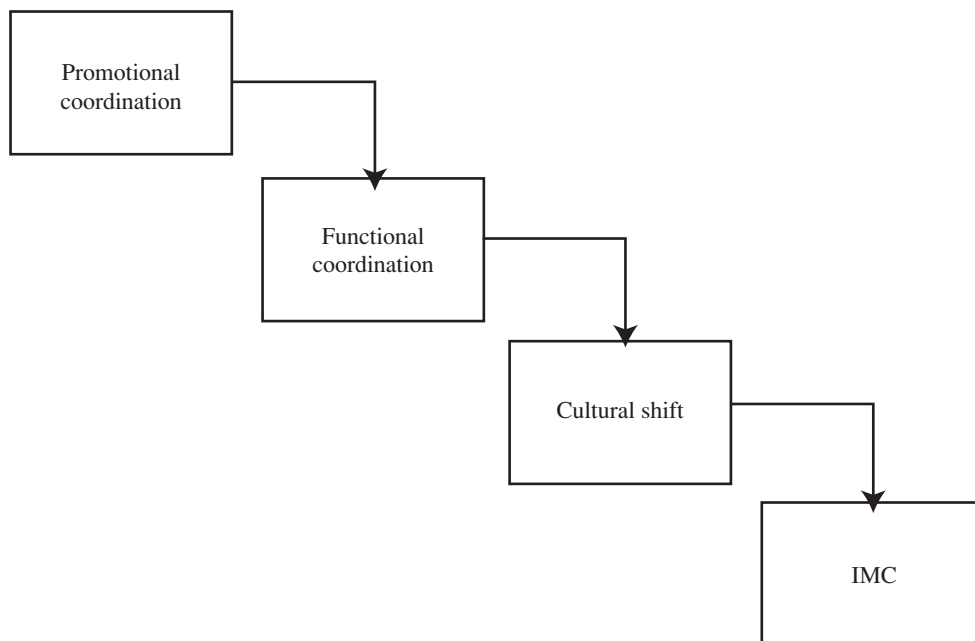 Promotional
coordination
Functional
coordination
Cultural shift
IMC